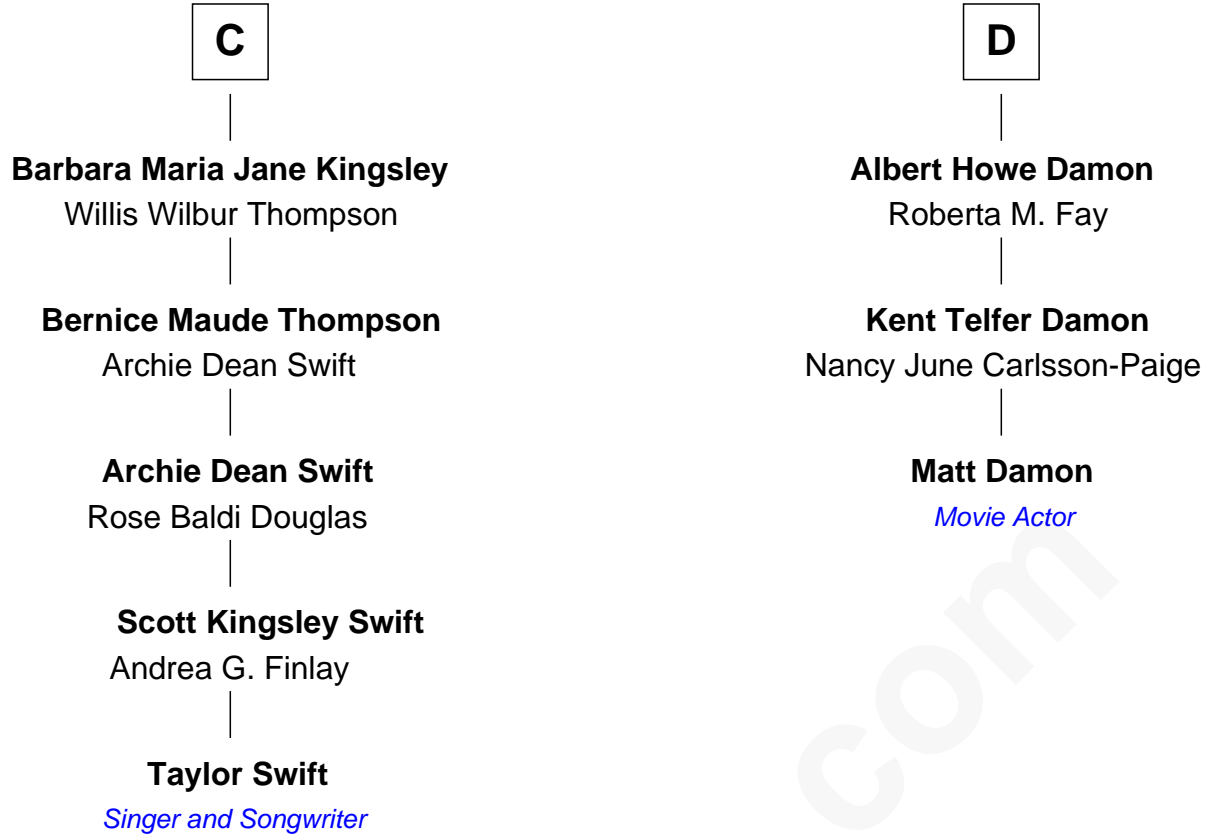 C
Barbara Maria Jane Kingsley
Willis Wilbur Thompson
Bernice Maude Thompson
Archie Dean Swift
Archie Dean Swift
Rose Baldi Douglas
Scott Kingsley Swift
Andrea G. Finlay
Taylor Swift
Singer and Songwriter
D
Albert Howe Damon
Roberta M. Fay
Kent Telfer Damon
Nancy June Carlsson-Paige
Matt Damon
Movie Actor
com